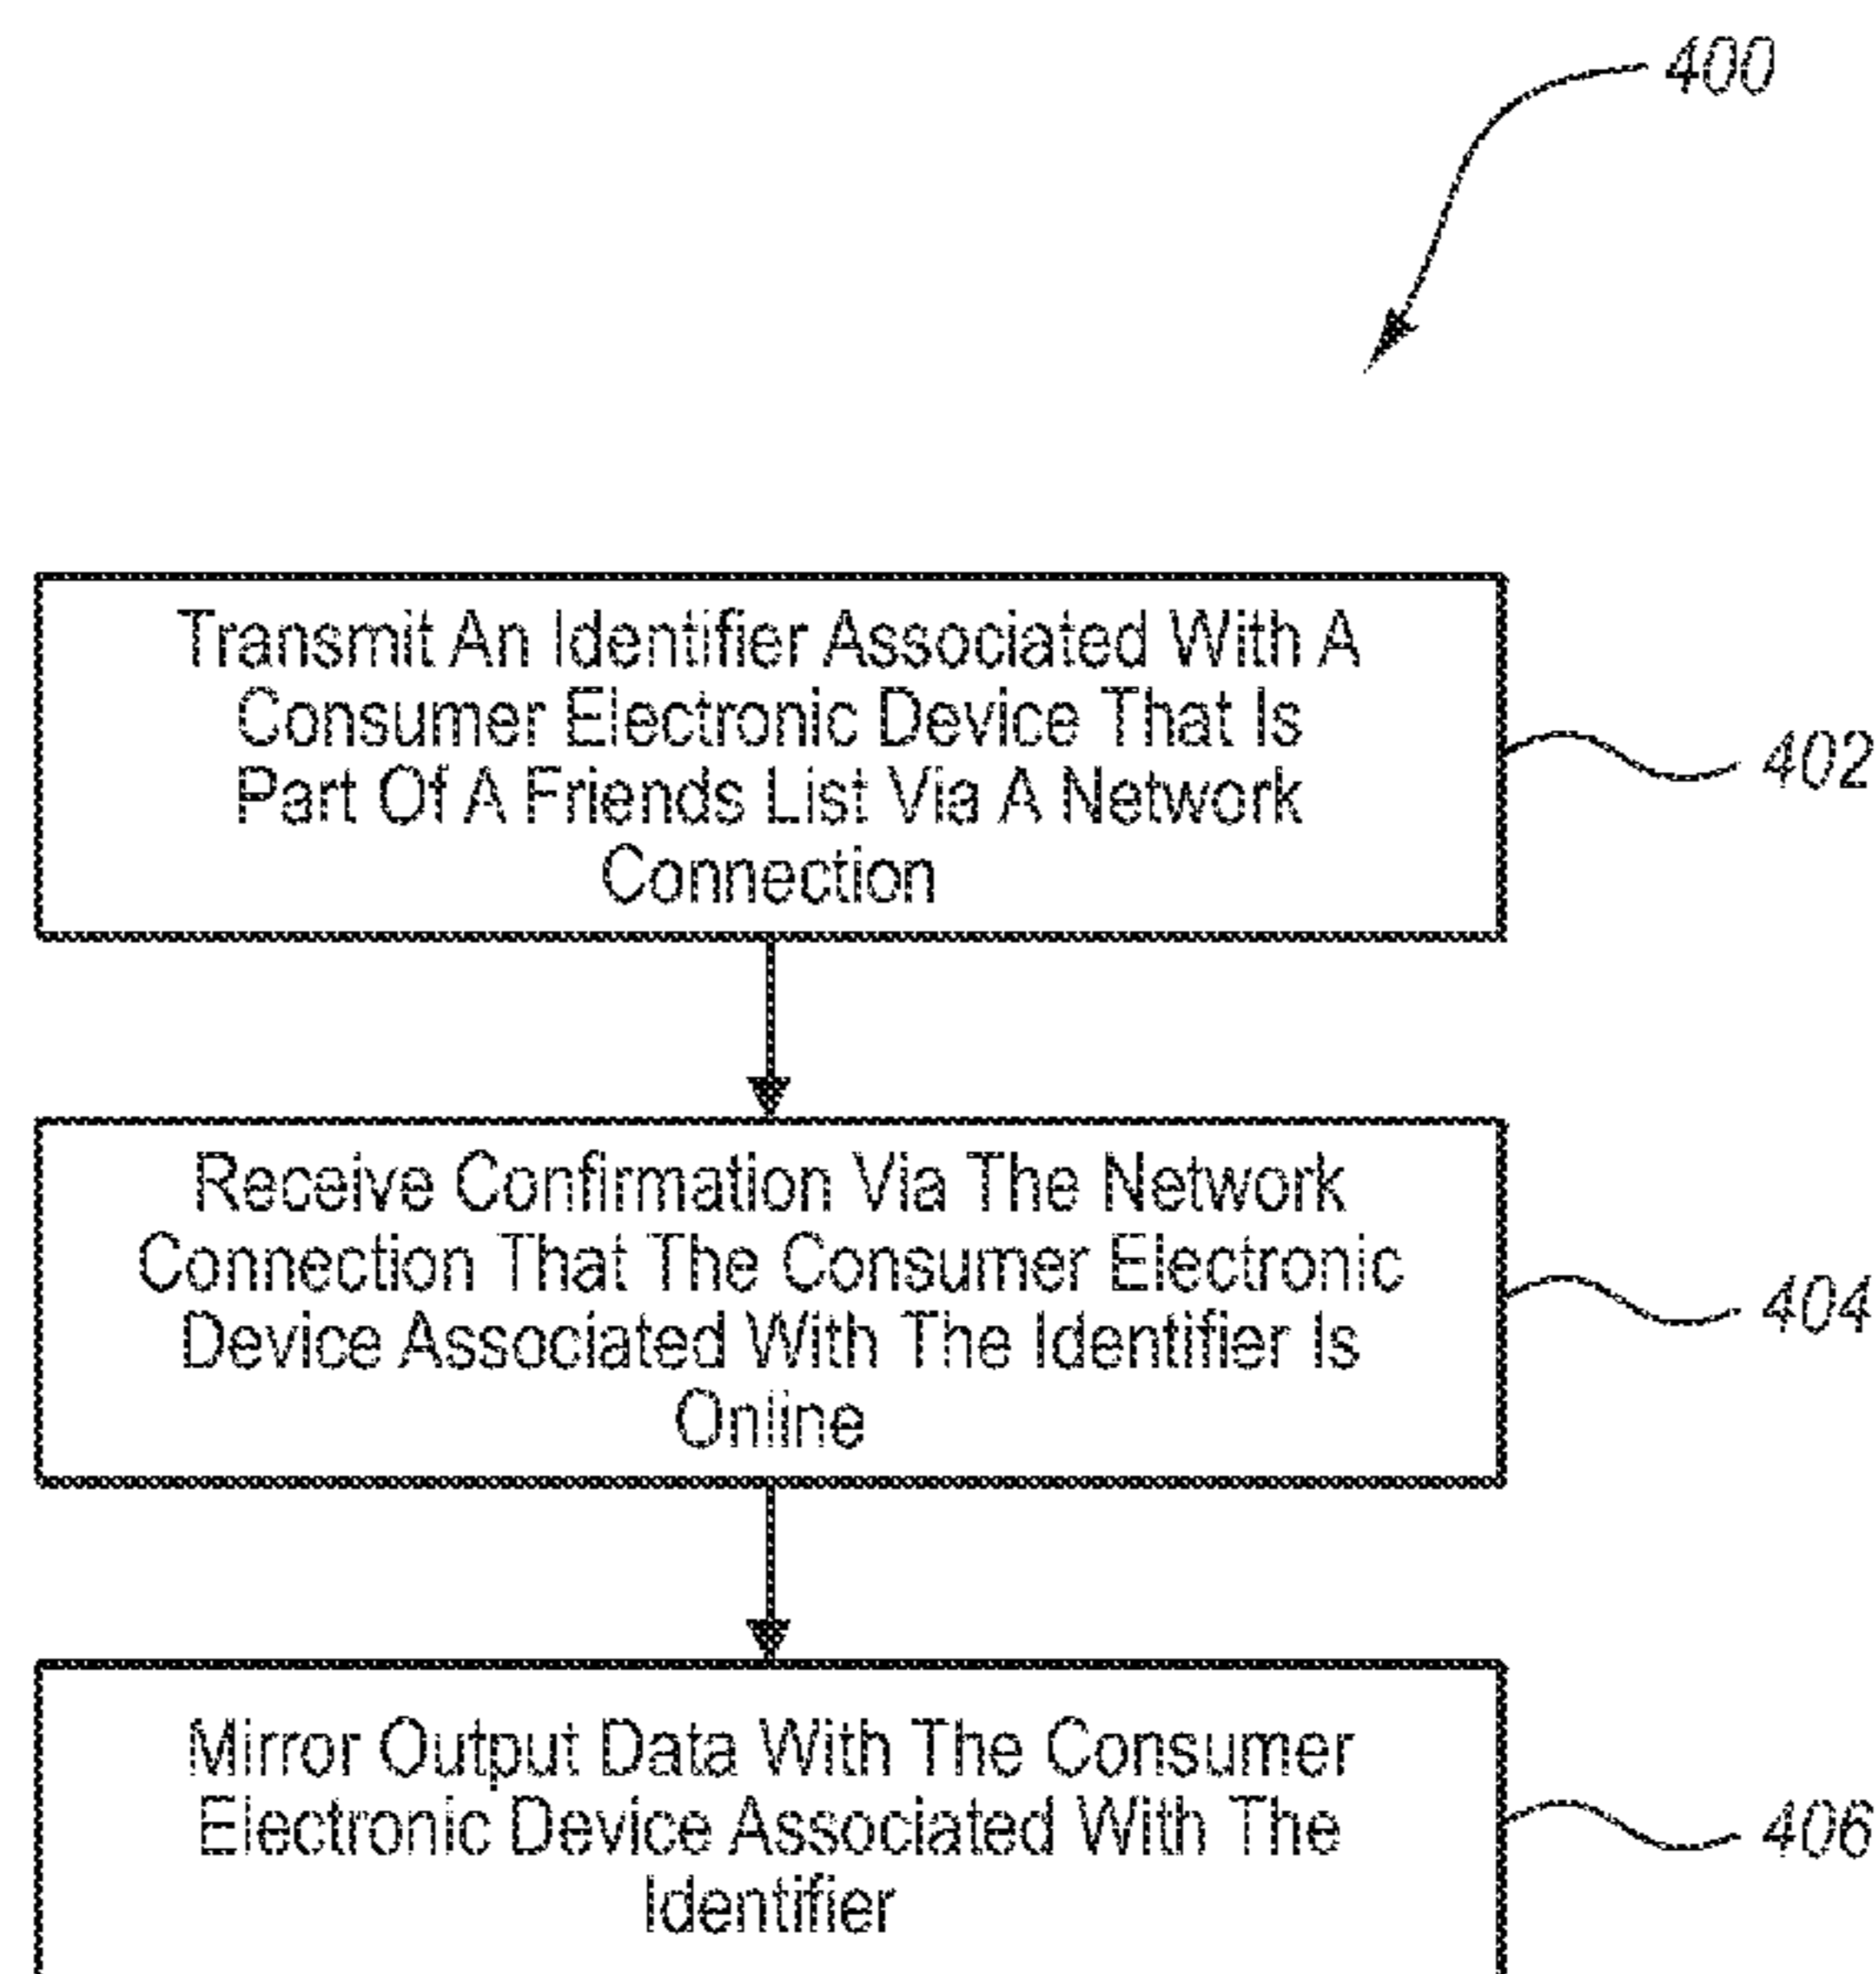 400
Transmit An Identifier Associated With A
Consumer Electronic Device That Is
Part Of A Friends List Via A Network
Connection
402
Receive Confirmation Via The Network
Connection That The Consumer Electronic
Device Associated With The Identifier Is
Online
404
Mirror Output Data With The Consumer
Electronic Device Associated With The
Identifier
406